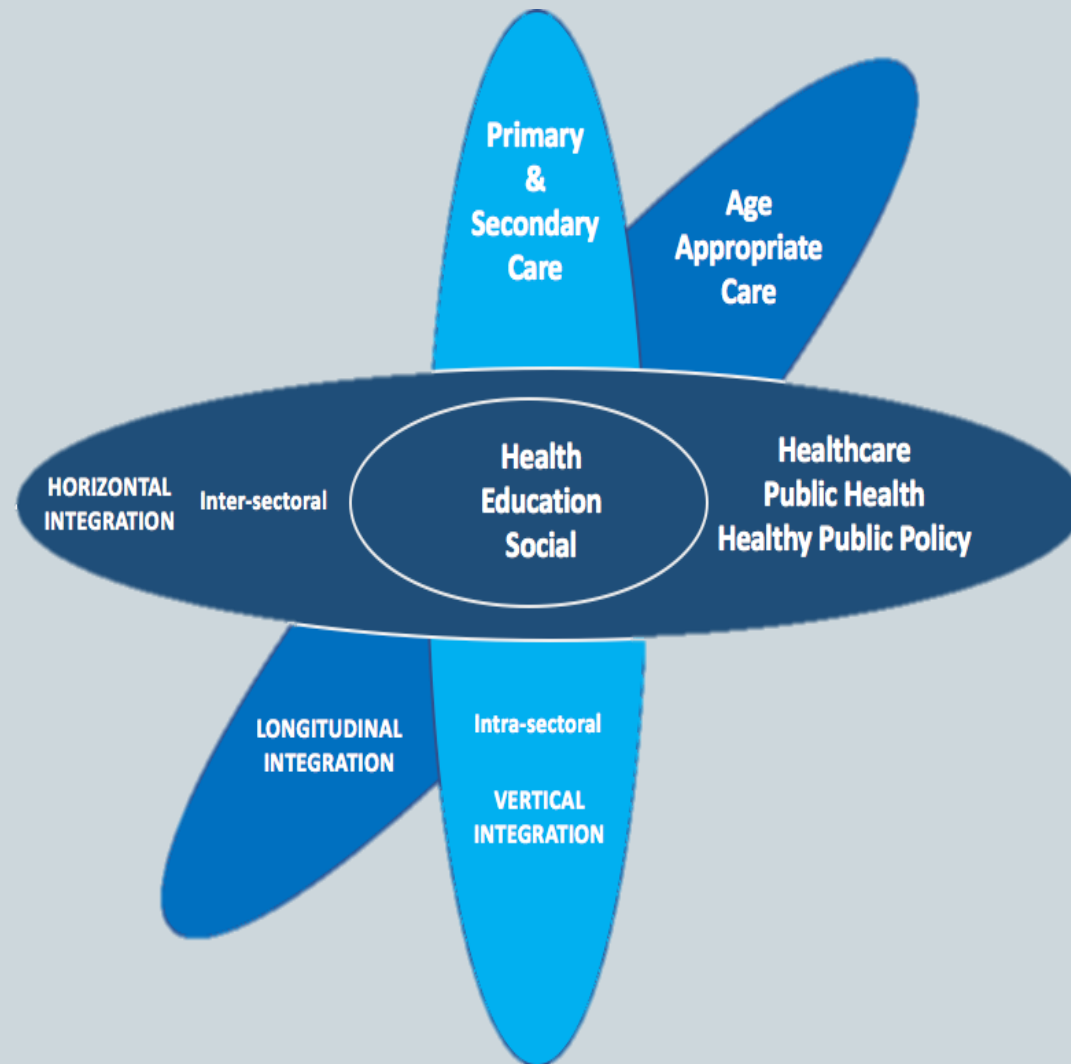 Primary
&
Secondary
Care
Age
Appropriate
Care
HORIZONTAL
INTEGRATION
Inter-sectoral
Health
Education
Social
Healthcare
Public Health
Healthy Public Policy
LONGITUDINAL
INTEGRATION
Intra-sectoral
VERTICAL
INTEGRATION